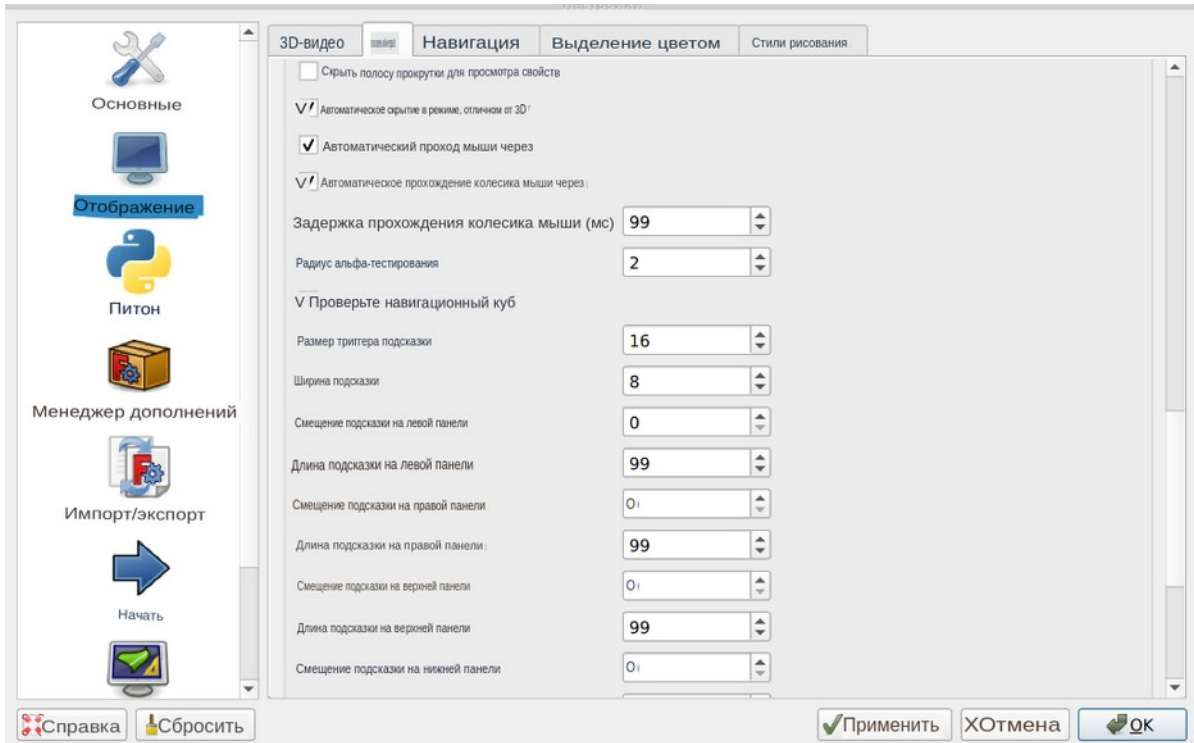 Настройки
3D-видео
Навигация
Выделение цветом
Стили рисования
Основные
Отображение
Питон
Менеджер дополнений
Импорт/экспорт
Начать
Скрыть полосу прокрутки для просмотра свойств
V Автоматическое скрытие в режиме, отличном от 3D
Автоматический проход мыши через
V Автоматическое прохождение колесика мыши через
Задержка прохождения колесика мыши (мс) 99
Радиус альфа-тестирования 2
V Проверьте навигационный куб
Размер триггера подсказки 16
Ширина подсказки 8
Смещение подсказки на левой панели 0
Длина подсказки на левой панели 99
Смещение подсказки на правой панели 0
Длина подсказки на правой панели 99
Смещение подсказки на верхней панели 0
Длина подсказки на верхней панели 99
Смещение подсказки на нижней панели 0
Справка
Сбросить
Применить
XОтмена
OK